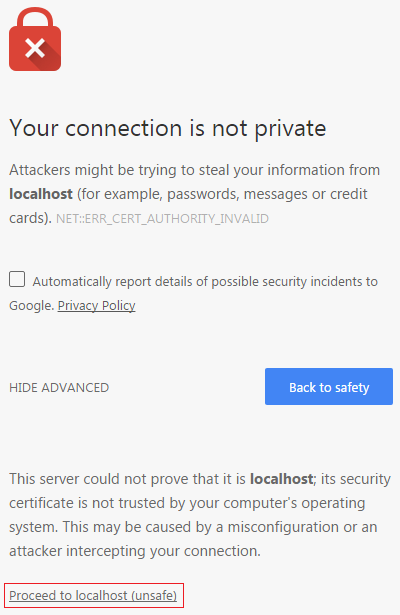 Your connection is not private
Attackers might be trying to steal your information from
localhost (for example, passwords, messages or credit
cards). NET::ERR_CERT_AUTHORITY_INVALID
Automatically report details of possible security incidents to
Google. Privacy Policy
HIDE ADVANCED
Back to safety
This server could not prove that it is localhost; its security
certificate is not trusted by your computer's operating
system. This may be caused by a misconfiguration or an
attacker intercepting your connection.
Proceed to localhost (unsafe)